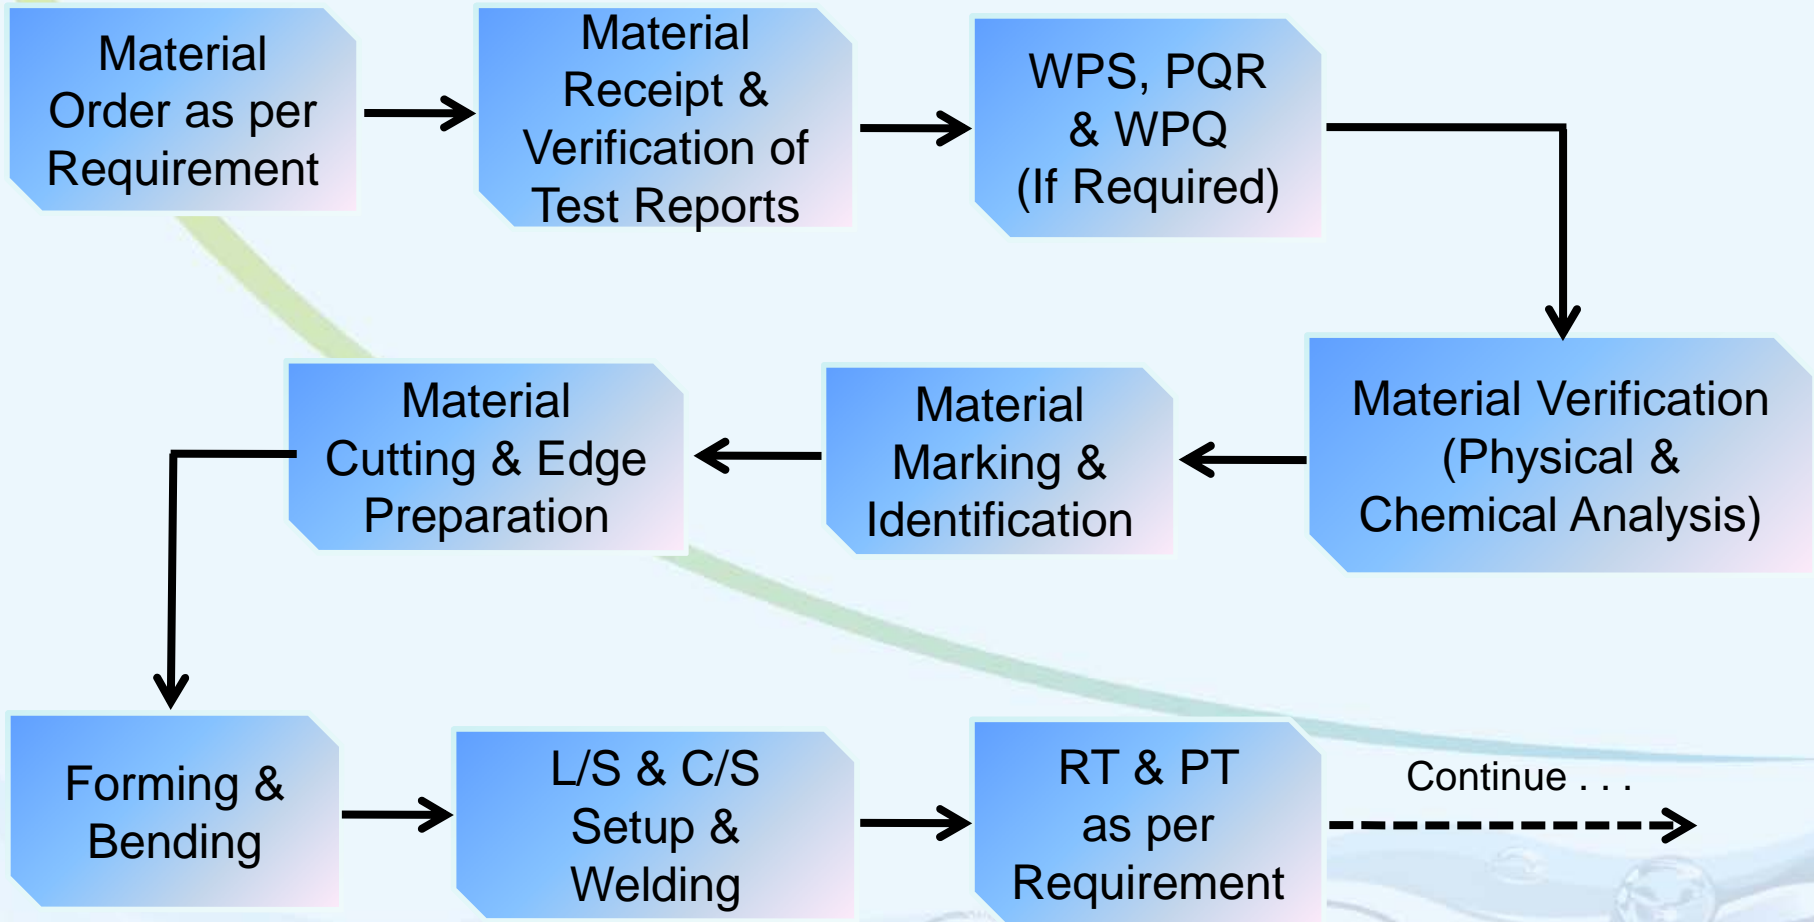 Material
Order as per
Requirement
Material
Receipt &
Verification of
Test Reports
WPS, PQR
& WPQ
(If Required)
Material Verification
(Physical &
Chemical Analysis)
Material
Marking &
Identification
Material
Cutting & Edge
Preparation
Forming &
Bending
L/S & C/S
Setup &
Welding
RT & PT
as per
Requirement
Continue . . .